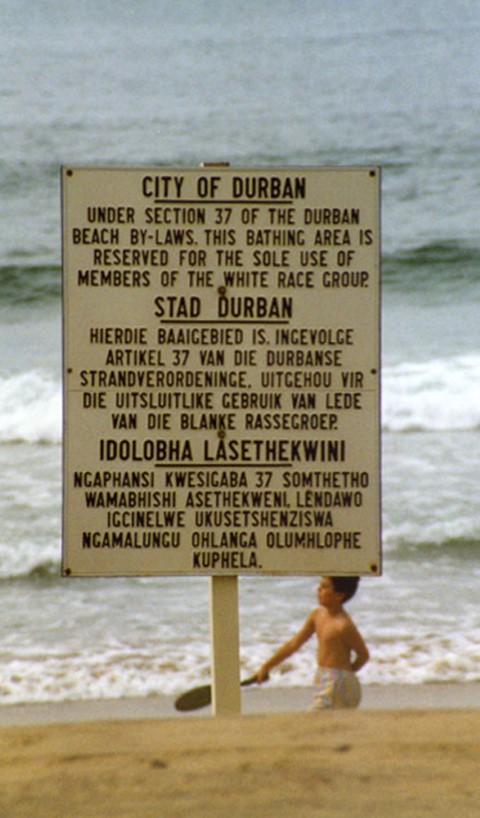 CITY OF DURBAN
UNDER SECTION 37 OF THE DURBAN
BEACH BY-LAWS. THIS BATHING AREA IS
RESERVED FOR THE SOLE USE OF
MEMBERS OF THE WHITE RACE GROUP.
STAD DURBAN
HIERDIE BAAIGEBIED IS. INGEVOLGE
ARTIKEL 37 VAN DIE DURBANSE
STRANDVERORDENINGE, UITGEHOU VIR
DIE UITSLUITLIKE GEBRUIK VAN LEDE
VAN DIE BLANKE RASSEGROEP.
IDOLOBHA LASETHEKWINI
NGAPHANSI KWESIGABA 37 SOMTHETHO
WAMABHISHI ASETHEKWENI, LENDAWO
IGCINELWE UKUSETSHENZISWA
NGAMALUNGU OHLANGA OLUMHLOPHE
KUPHELA.